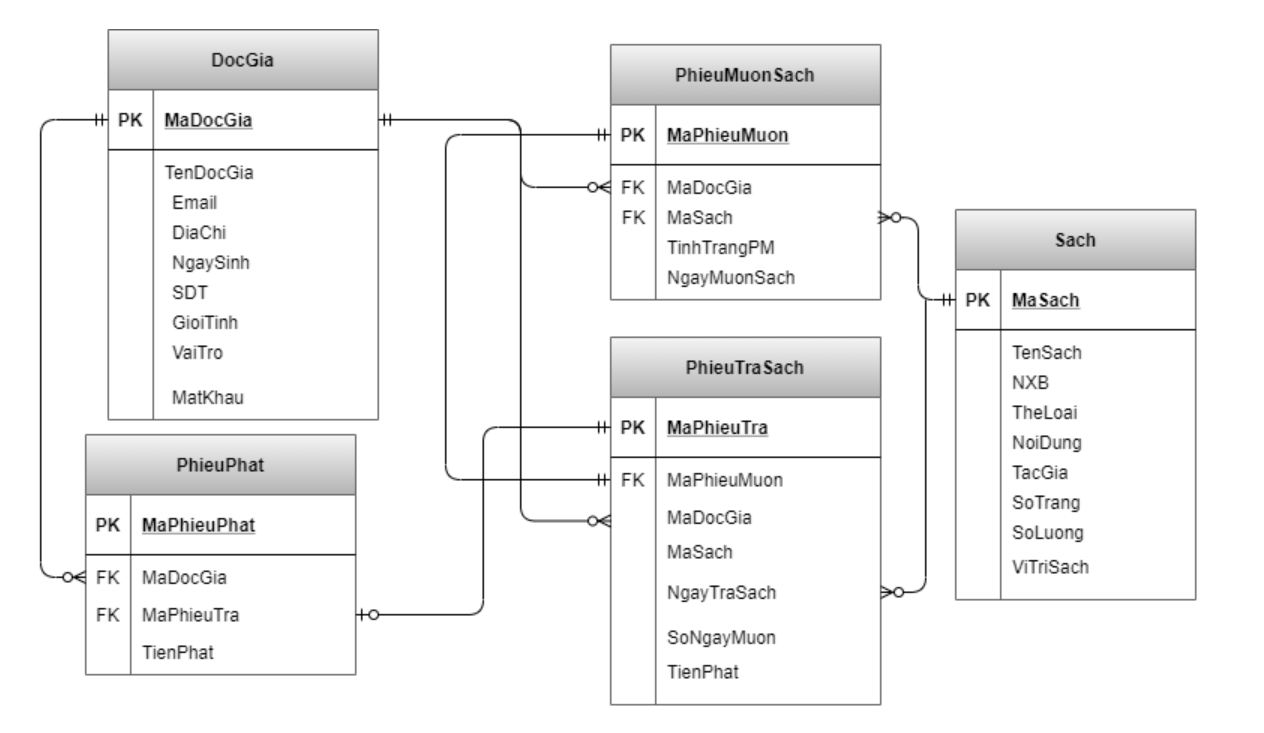 DocGia
PK MaDocGia
TenDocGia
Email
DiaChi
NgaySinh
SDT
GioiTinh
VaiTro
MatKhau
PhieuPhat
PK MaPhieuPhat
FK MaDocGia
FK MaPhieuTra
TienPhat
PhieuMuonSach
PK MaPhieuMuon
FK MaDocGia
FK MaSach
TinhTrangPM
NgayMuonSach
PhieuTraSach
PK MaPhieuTra
FK MaPhieuMuon
MaDocGia
MaSach
NgayTraSach
SoNgayMuon
TienPhat
Sach
PK MaSach
TenSach
NXB
TheLoai
NoiDung
TacGia
SoTrang
SoLuong
ViTriSach